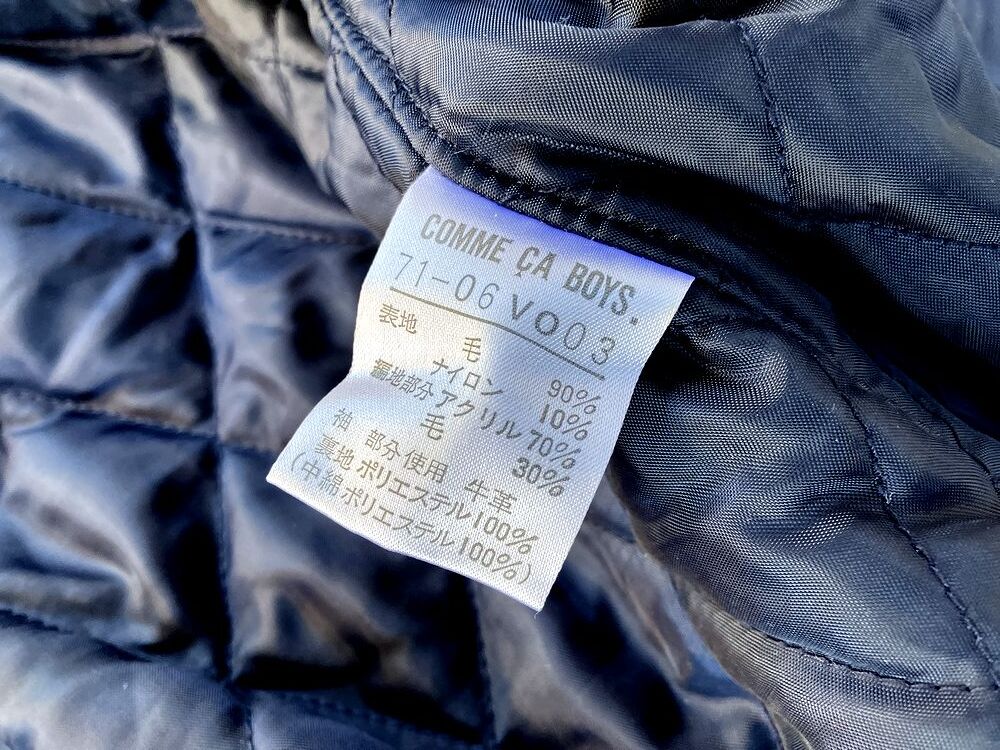 COMME ÇA BOYS.
71-06 VO03
表地 毛 90%
ナイロン 10%
編地部分 アクリル 70%
毛 30%
袖 部分使用 牛革
裏地 ポリエステル100%
(中綿ポリエステル100%)